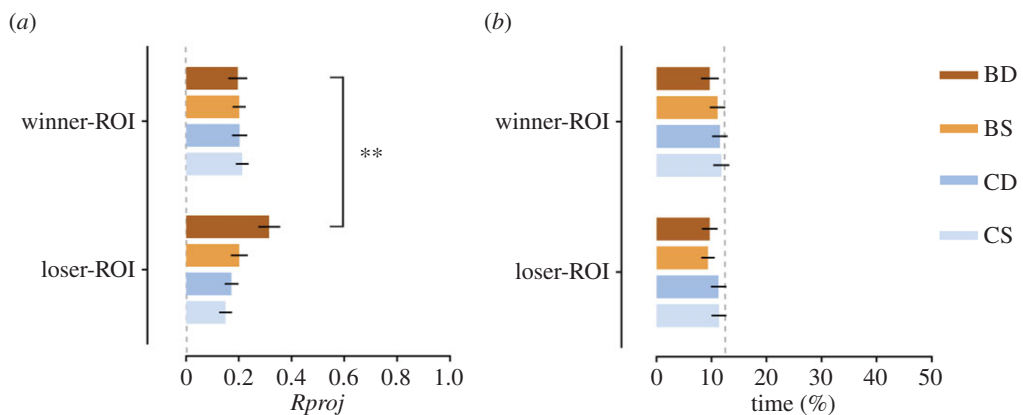 (a)
winner-ROI
**
loser-ROI
0 0.2 0.4 0.6 0.8 1.0
Rproj
(b)
winner-ROI
loser-ROI
0 10 20 30 40 50
time (%)
BD
BS
CD
CS